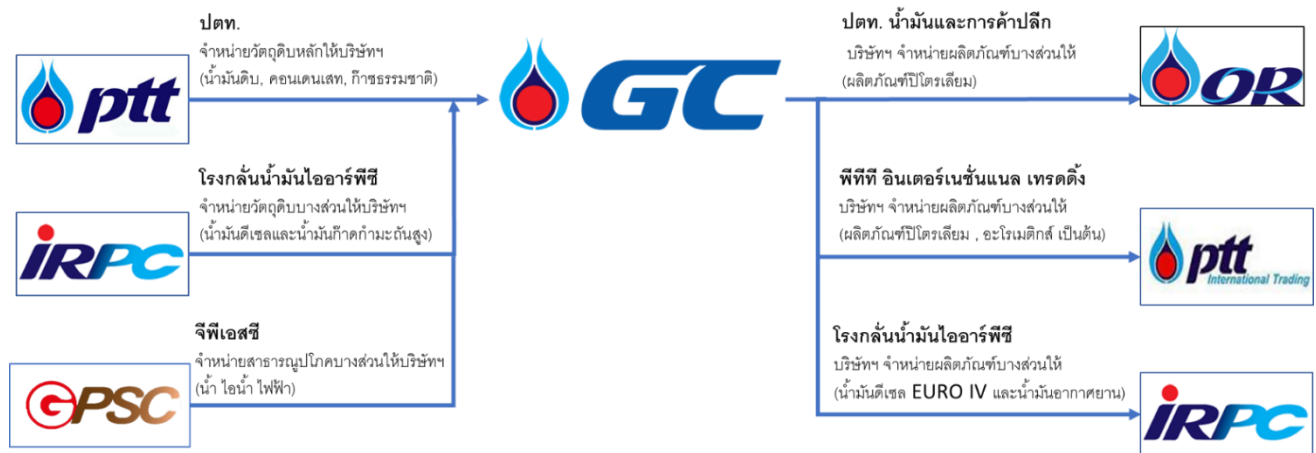 ปตท.
จำหน่ายวัตถุดิบหลักให้บริษัทฯ
(น้ำมันดิบ, คอนเดนเสท, ก๊าซธรรมชาติ)
ptt
โรงกลั่นน้ำมันไออาร์พีซี
จำหน่ายวัตถุดิบบางส่วนให้บริษัทฯ
(น้ำมันดีเซลและน้ำมันก๊าดกำมะถันสูง)
IRPC
จีพีเอสซี
จำหน่ายสาธารณูปโภคบางส่วนให้บริษัทฯ
(น้ำ ไอน้ำ ไฟฟ้า)
GPSC
GC
ปตท. น้ำมันและการค้าปลีก
บริษัทฯ จำหน่ายผลิตภัณฑ์บางส่วนให้
(ผลิตภัณฑ์ปิโตรเลียม)
OR
พีทีที อินเตอร์เนชั่นแนล เทรดดิ้ง
บริษัทฯ จำหน่ายผลิตภัณฑ์บางส่วนให้
(ผลิตภัณฑ์ปิโตรเลียม , อะโรเมติกส์ เป็นต้น)
ptt
International Trading
โรงกลั่นน้ำมันไออาร์พีซี
บริษัทฯ จำหน่ายผลิตภัณฑ์บางส่วนให้
(น้ำมันดีเซล EURO IV และน้ำมันอากาศยาน)
IRPC